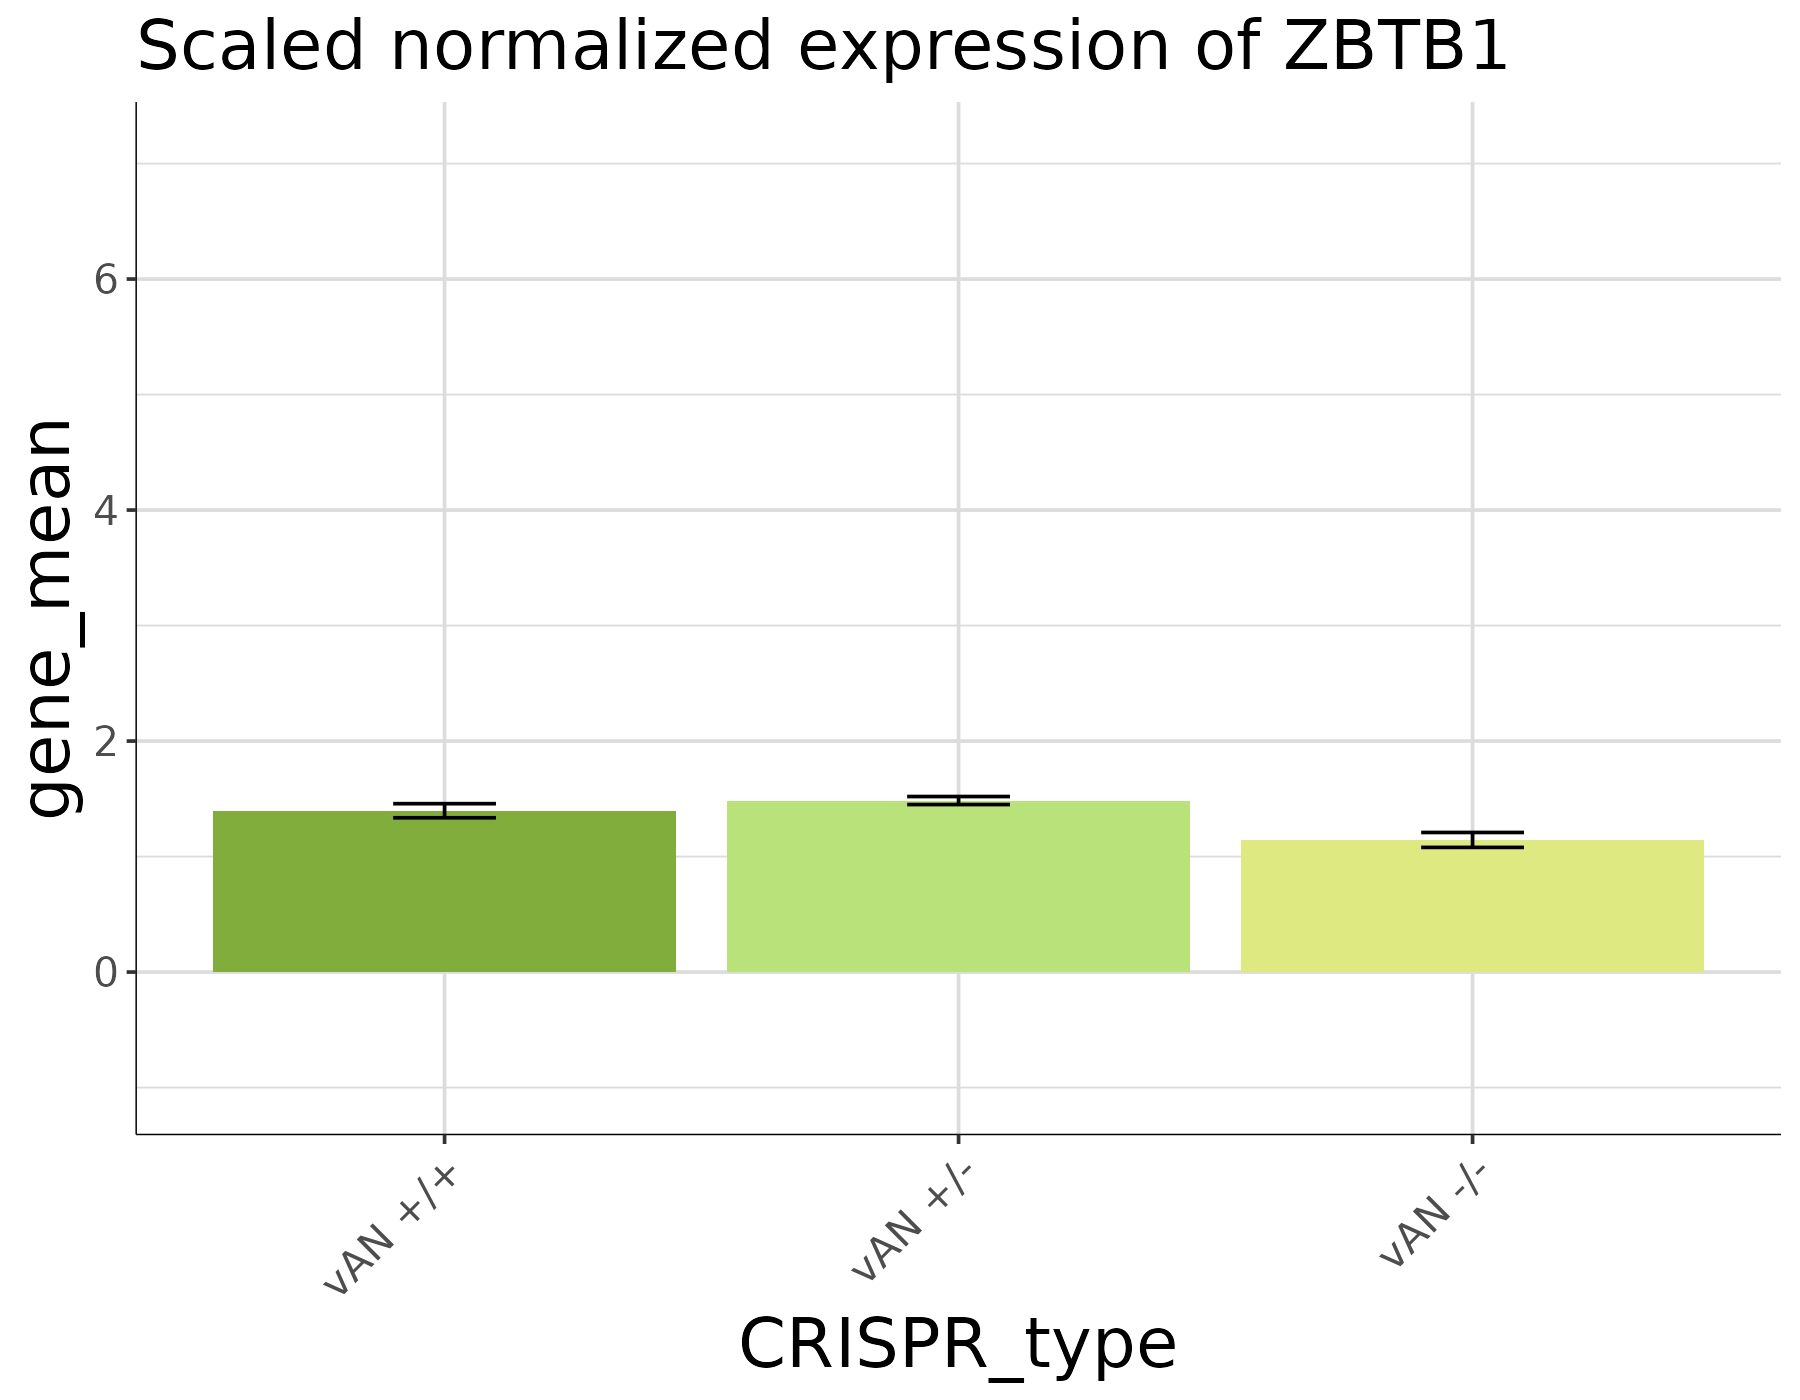 Scaled normalized expression of ZBTB1
gene_mean
6
4
2
0
vAN +/+
vAN +/-
vAN -/-
CRISPR_type